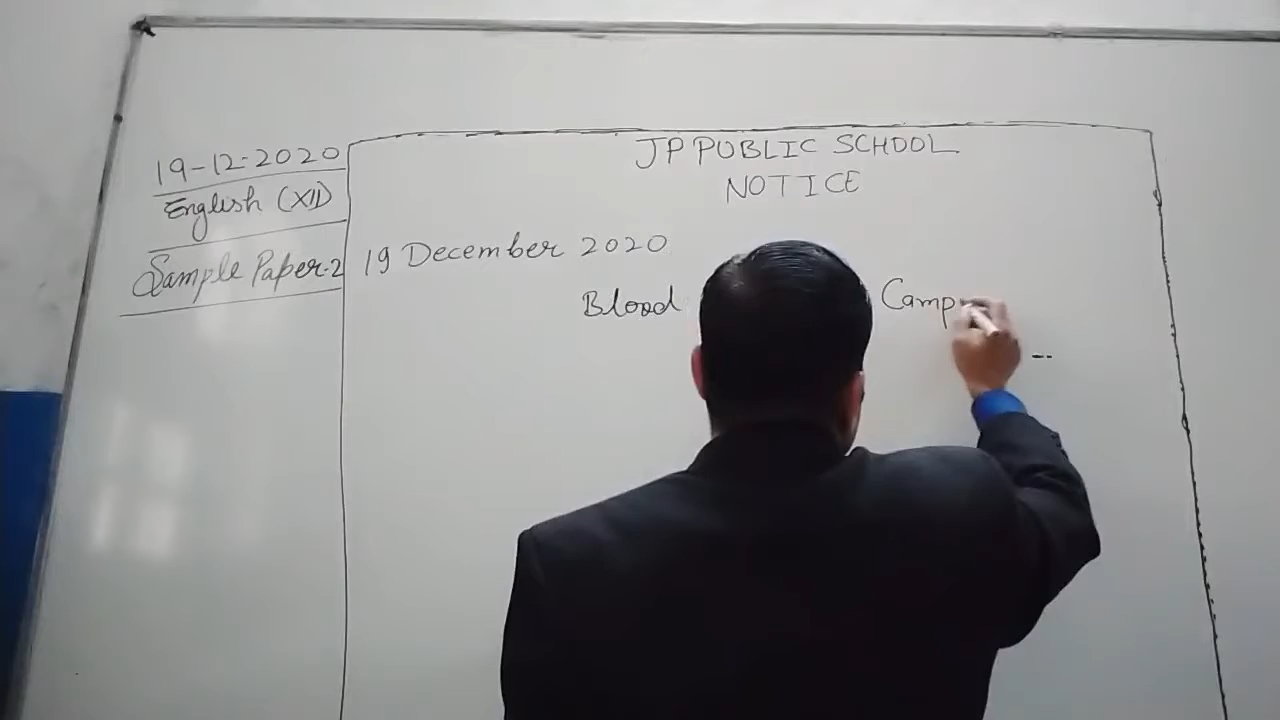 19-12-2020
English (XII)
Sample Paper-2
JP PUBLIC SCHOOL
NOTICE
19 December 2020
Blood Camp